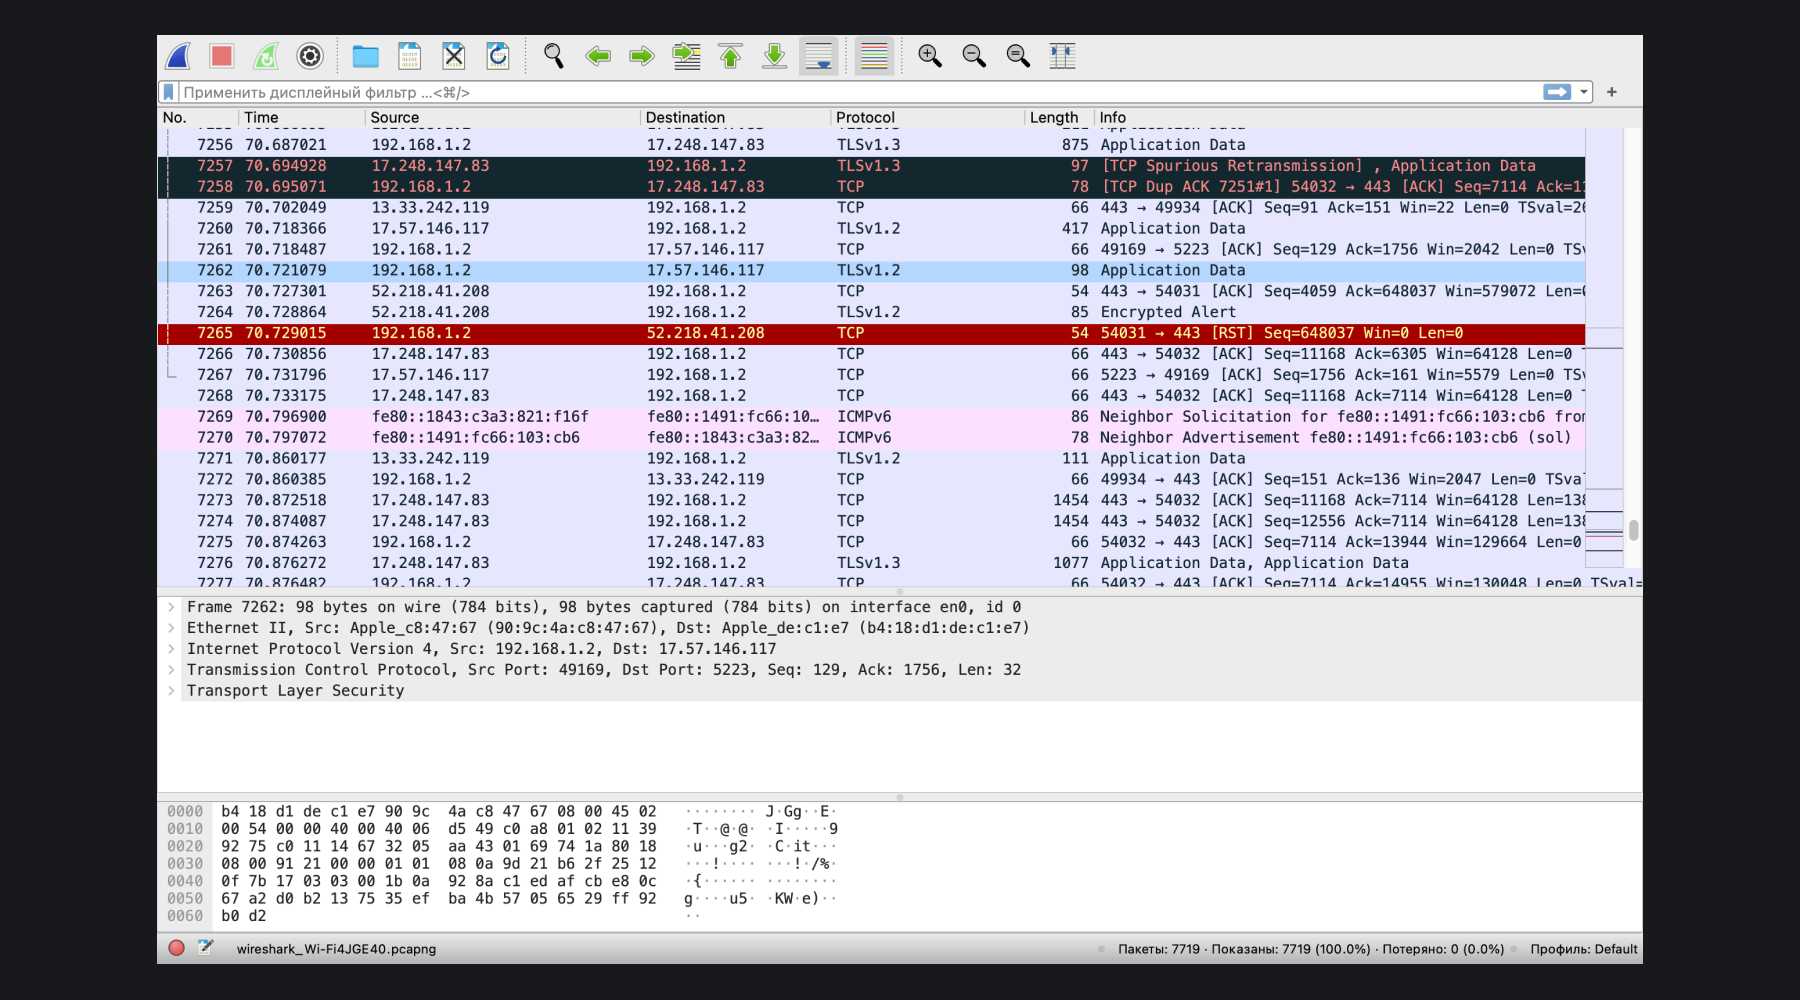 Применить дисплейный фильтр ...<⌘/>
+
No. Time Source Destination Protocol Length Info
7256 70.687021 192.168.1.2 17.248.147.83 TLSv1.3 875 Application Data
7257 70.694928 17.248.147.83 192.168.1.2 TLSv1.3 97 [TCP Spurious Retransmission] , Application Data
7258 70.695071 192.168.1.2 17.248.147.83 TCP 78 [TCP Dup ACK 7251#1] 54032 → 443 [ACK] Seq=7114 Ack=11
7259 70.702049 13.33.242.119 192.168.1.2 TCP 66 443 → 49934 [ACK] Seq=91 Ack=151 Win=22 Len=0 TSval=26
7260 70.718366 17.57.146.117 192.168.1.2 TLSv1.2 417 Application Data
7261 70.718487 192.168.1.2 17.57.146.117 TCP 66 49169 → 5223 [ACK] Seq=129 Ack=1756 Win=2042 Len=0 TSv
7262 70.721079 192.168.1.2 17.57.146.117 TLSv1.2 98 Application Data
7263 70.727301 52.218.41.208 192.168.1.2 TCP 54 443 → 54031 [ACK] Seq=4059 Ack=648037 Win=579072 Len=0
7264 70.728864 52.218.41.208 192.168.1.2 TLSv1.2 85 Encrypted Alert
7265 70.729015 192.168.1.2 52.218.41.208 TCP 54 54031 → 443 [RST] Seq=648037 Win=0 Len=0
7266 70.730856 17.248.147.83 192.168.1.2 TCP 66 443 → 54032 [ACK] Seq=11168 Ack=6305 Win=64128 Len=0
7267 70.731796 17.57.146.117 192.168.1.2 TCP 66 5223 → 49169 [ACK] Seq=1756 Ack=161 Win=5579 Len=0 TSv
7268 70.733175 17.248.147.83 192.168.1.2 TCP 66 443 → 54032 [ACK] Seq=11168 Ack=7114 Win=64128 Len=0
7269 70.796900 fe80::1843:c3a3:821:f16f fe80::1491:fc66:10… ICMPv6 86 Neighbor Solicitation for fe80::1491:fc66:103:cb6 from
7270 70.797072 fe80::1491:fc66:103:cb6 fe80::1843:c3a3:82… ICMPv6 78 Neighbor Advertisement fe80::1491:fc66:103:cb6 (sol)
7271 70.860177 13.33.242.119 192.168.1.2 TLSv1.2 111 Application Data
7272 70.860385 192.168.1.2 13.33.242.119 TCP 66 49934 → 443 [ACK] Seq=151 Ack=136 Win=2047 Len=0 TSva
7273 70.872518 17.248.147.83 192.168.1.2 TCP 1454 443 → 54032 [ACK] Seq=11168 Ack=7114 Win=64128 Len=138
7274 70.874087 17.248.147.83 192.168.1.2 TCP 1454 443 → 54032 [ACK] Seq=12556 Ack=7114 Win=64128 Len=138
7275 70.874263 192.168.1.2 17.248.147.83 TCP 66 54032 → 443 [ACK] Seq=7114 Ack=13944 Win=129664 Len=0
7276 70.876272 17.248.147.83 192.168.1.2 TLSv1.3 1077 Application Data, Application Data
7277 70.876482 192.168.1.2 17.248.147.83 TCP 66 54032 → 443 [ACK] Seq=7114 Ack=14955 Win=130048 Len=0 TSval=
Frame 7262: 98 bytes on wire (784 bits), 98 bytes captured (784 bits) on interface en0, id 0
Ethernet II, Src: Apple_c8:47:67 (90:9c:4a:c8:47:67), Dst: Apple_de:c1:e7 (b4:18:d1:de:c1:e7)
Internet Protocol Version 4, Src: 192.168.1.2, Dst: 17.57.146.117
Transmission Control Protocol, Src Port: 49169, Dst Port: 5223, Seq: 129, Ack: 1756, Len: 32
Transport Layer Security
0000 b4 18 d1 de c1 e7 90 9c 4a c8 47 67 08 00 45 02 ········ J·Gg··E·
0010 00 54 00 00 40 00 40 06 d5 49 c0 a8 01 02 11 39 ·T··@·@· ·I·····9
0020 92 75 c0 11 14 67 32 05 aa 43 01 69 74 1a 80 18 ·u···g2· ·C·it···
0030 08 00 91 21 00 00 01 01 08 0a 9d 21 b6 2f 25 12 ···!···· ···!·/%·
0040 0f 7b 17 03 03 00 1b 0a 92 8a c1 ed af cb e8 0c ·{······ ········
0050 67 a2 d0 b2 13 75 35 ef ba 4b 57 05 65 29 ff 92 g····u5· ·KW·e)··
0060 b0 d2 ··
wireshark_Wi-Fi4JGE40.pcapng Пакеты: 7719 · Показаны: 7719 (100.0%) · Потеряно: 0 (0.0%) Профиль: Default